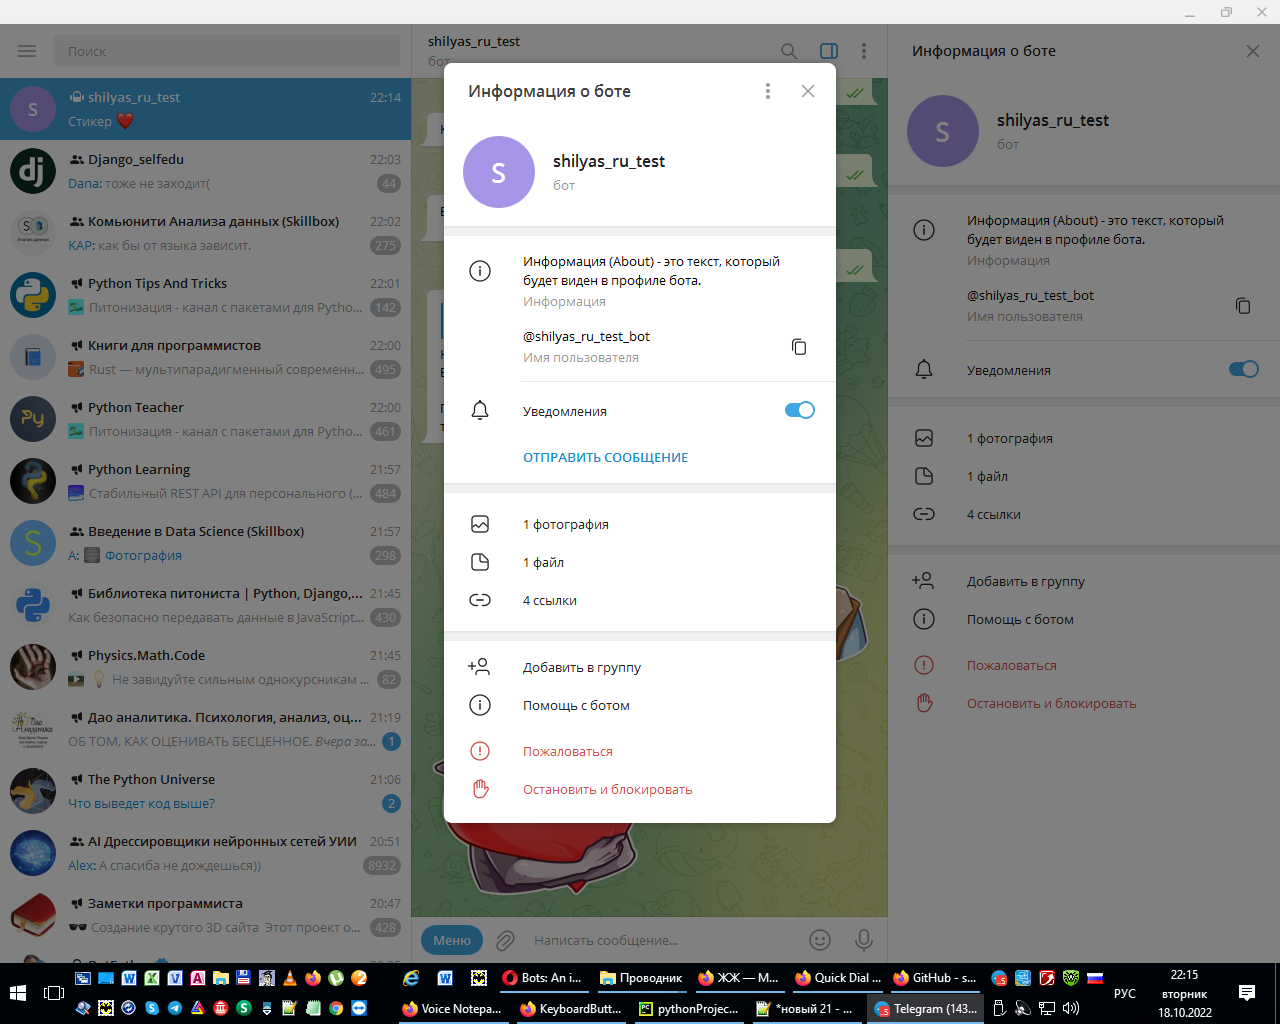 Поиск
shilyas_ru_test 22:14
Стикер ❤️
Django_selfedu 22:03
Dana: тоже не заходит( 44
Комьюнити Анализа данных (Skillbox) 22:02
KAP: как бы от языка зависит. 275
Python Tips And Tricks 22:01
Питонизация - канал с пакетами для Pytho... 142
Книги для программистов 22:00
Rust — мультипарадигменный современн... 495
Python Teacher 22:00
Питонизация - канал с пакетами для Pytho... 461
Python Learning 21:57
Стабильный REST API для персонального (... 484
Введение в Data Science (Skillbox) 21:57
A: Фотография 298
Библиотека питониста | Python, Django,... 21:45
Как безопасно передавать данные в JavaScript... 430
Physics.Math.Code 21:45
Не завидуйте сильным однокурсникам ... 82
Дао аналитика. Психология, анализ, оц... 21:19
ОБ ТОМ, КАК ОЦЕНИВАТЬ БЕСЦЕННОЕ. Вчера за... 1
The Python Universe 21:06
Что выведет код выше? 2
AI Дрессировщики нейронных сетей УИИ 20:51
Alex: А спасиба не дождешься)) 8932
Заметки программиста 20:47
🕶️ Создание крутого 3D сайта Этот проект о... 428
shilyas_ru_test
бот
Информация о боте
S
shilyas_ru_test
бот
Информация (About) - это текст, который
будет виден в профиле бота.
Информация
@shilyas_ru_test_bot
Имя пользователя
Уведомления
ОТПРАВИТЬ СООБЩЕНИЕ
1 фотография
1 файл
4 ссылки
Добавить в группу
Помощь с ботом
Пожаловаться
Остановить и блокировать
Меню
Написать сообщение...
Информация о боте
S
shilyas_ru_test
бот
Информация (About) - это текст, который
будет виден в профиле бота.
Информация
@shilyas_ru_test_bot
Имя пользователя
Уведомления
1 фотография
1 файл
4 ссылки
Добавить в группу
Помощь с ботом
Пожаловаться
Остановить и блокировать
Bots: An i...
Проводник
ЖЖ — М...
Quick Dial ...
GitHub - s...
Voice Notepa...
KeyboardButt...
pythonProjec...
*новый 21 - ...
Telegram (143...
РУС
22:15
вторник
18.10.2022